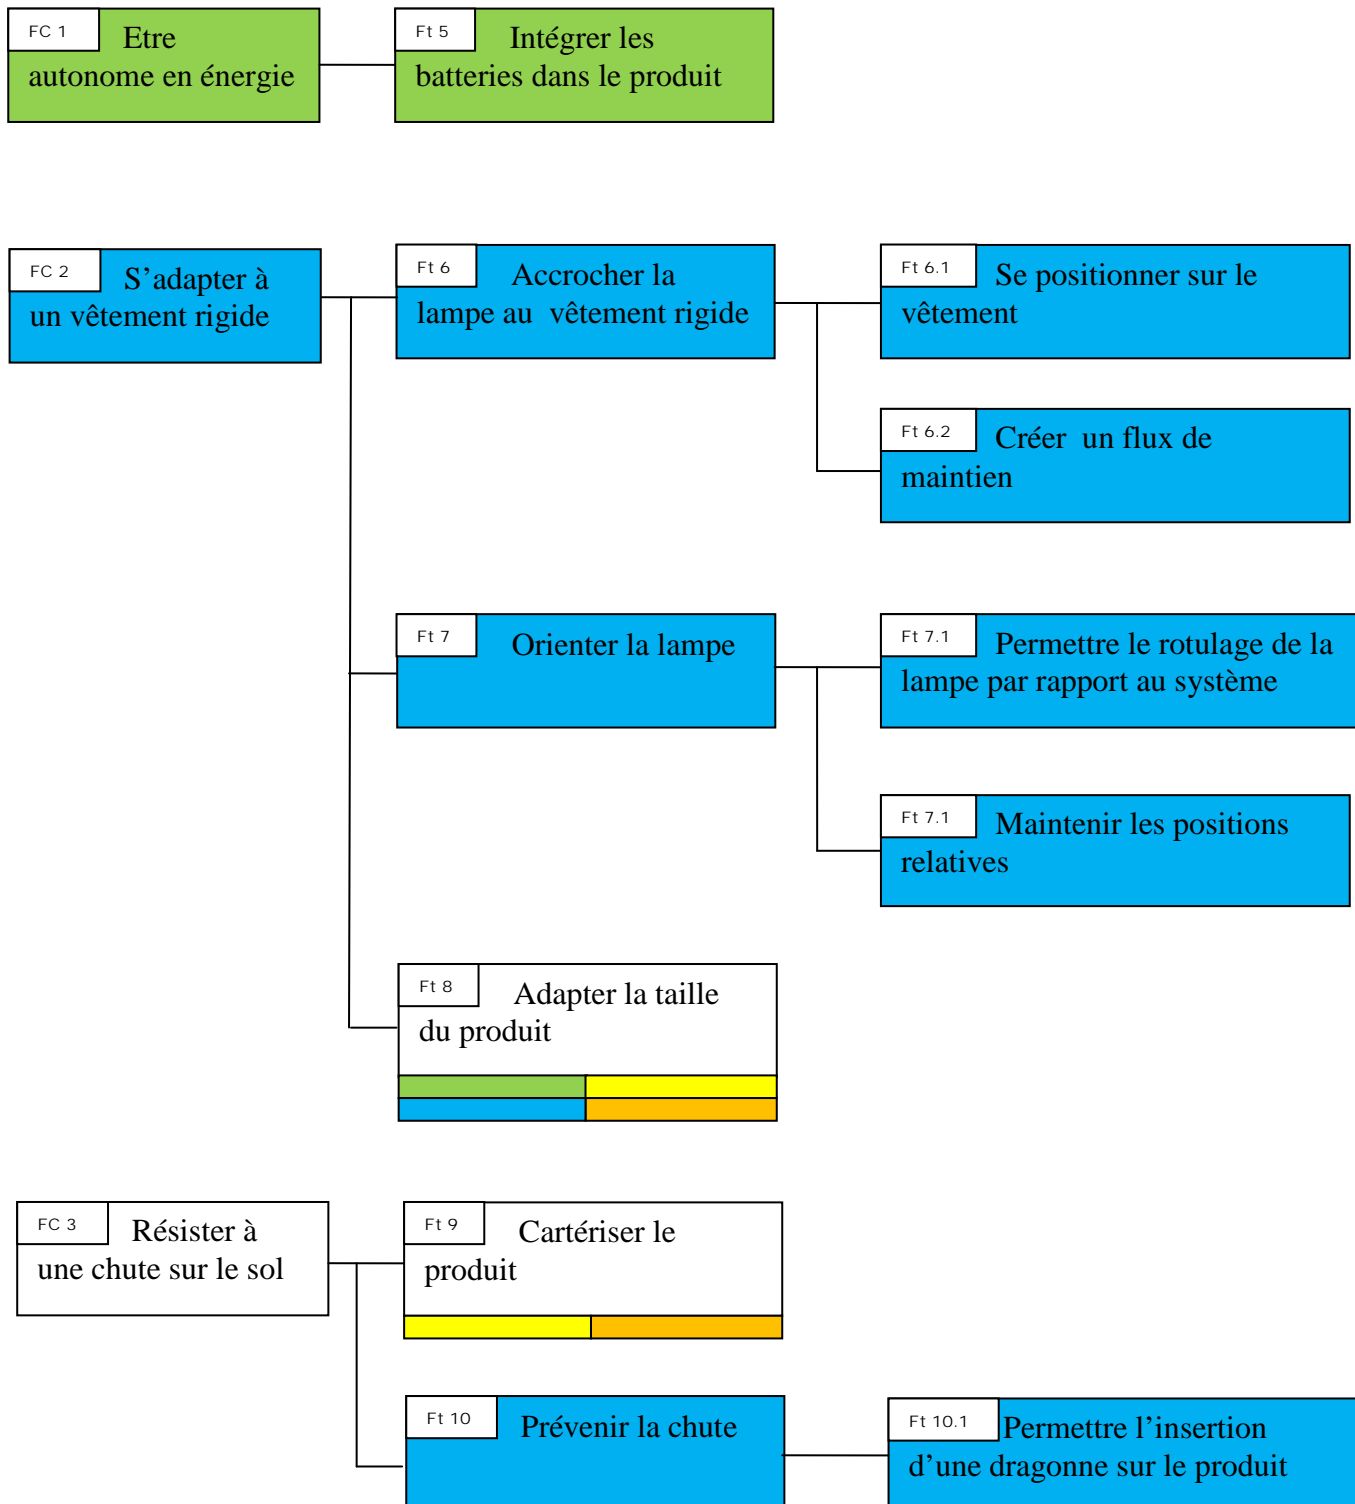 FC 1 Etre
autonome en énergie
Ft 5 Intégrer les
batteries dans le produit
FC 2 S’adapter à
un vêtement rigide
Ft 6 Accrocher la
lampe au vêtement rigide
Ft 6.1 Se positionner sur le
vêtement
Ft 6.2 Créer un flux de
maintien
Ft 7 Orienter la lampe
Ft 7.1 Permettre le rotulage de la
lampe par rapport au système
Ft 7.1 Maintenir les positions
relatives
Ft 8 Adapter la taille
du produit
FC 3 Résister à
une chute sur le sol
Ft 9 Cartériser le
produit
Ft 10 Prévenir la chute
Ft 10.1 Permettre l’insertion
d’une dragonne sur le produit